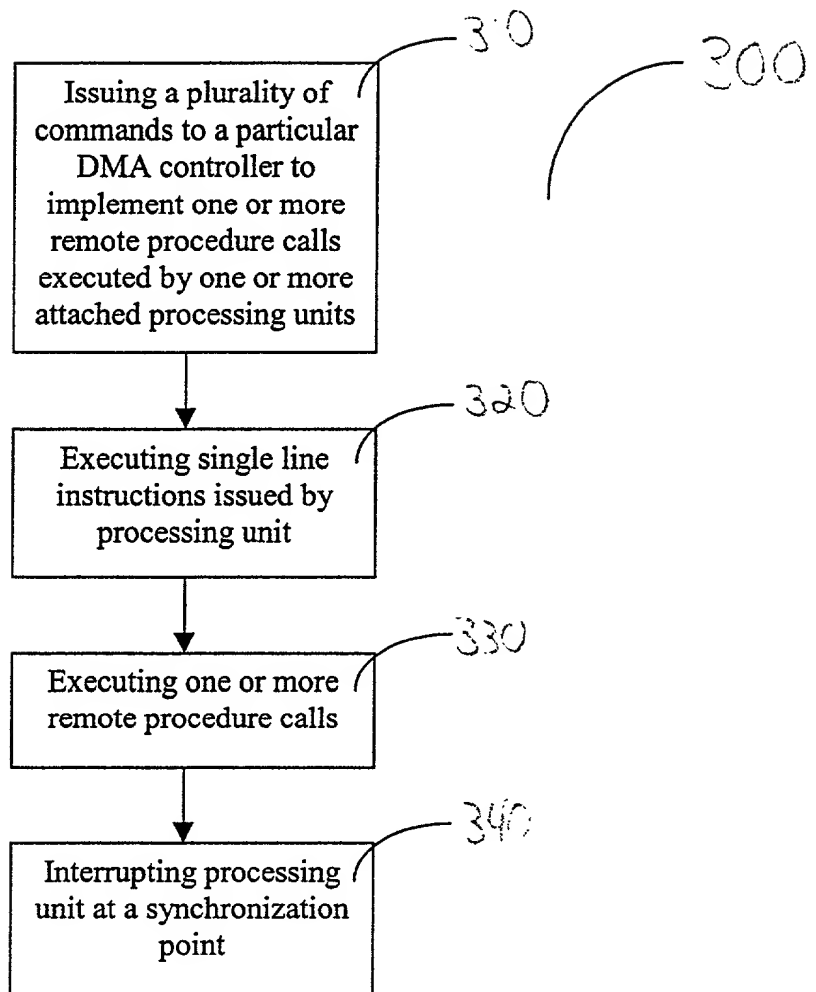 310
300
Issuing a plurality of
commands to a particular
DMA controller to
implement one or more
remote procedure calls
executed by one or more
attached processing units
320
Executing single line
instructions issued by
processing unit
330
Executing one or more
remote procedure calls
340
Interrupting processing
unit at a synchronization
point